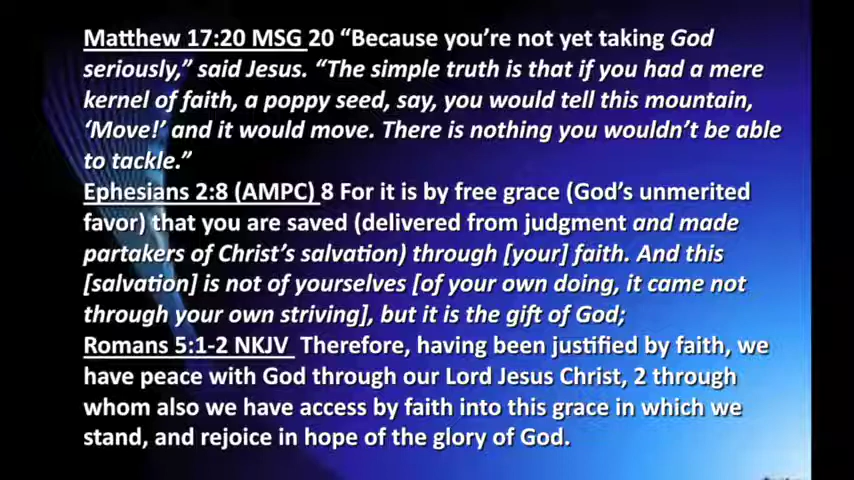 Matthew 17:20 MSG 20 “Because you’re not yet taking God
seriously,” said Jesus. “The simple truth is that if you had a mere
kernel of faith, a poppy seed, say, you would tell this mountain,
‘Move!’ and it would move. There is nothing you wouldn’t be able
to tackle.”
Ephesians 2:8 (AMPC) 8 For it is by free grace (God’s unmerited
favor) that you are saved (delivered from judgment and made
partakers of Christ’s salvation) through [your] faith. And this
[salvation] is not of yourselves [of your own doing, it came not
through your own striving], but it is the gift of God;
Romans 5:1-2 NKJV Therefore, having been justified by faith, we
have peace with God through our Lord Jesus Christ, 2 through
whom also we have access by faith into this grace in which we
stand, and rejoice in hope of the glory of God.